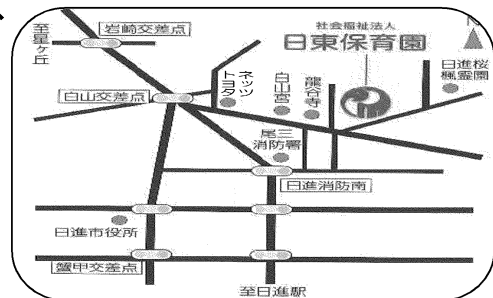 至星ヶ丘
岩崎交差点
社会福祉法人
日東保育園
N
白山交差点
ネッツ
トヨタ
白山宮
龍谷寺
日進桜
楓霊園
尾三
消防署
日進消防南
日進市役所
蟹甲交差点
至日進駅